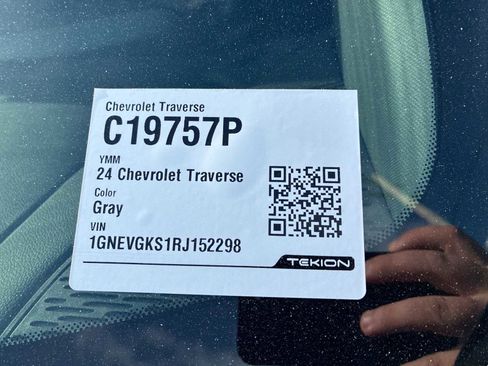 Chevrolet Traverse
C19757P
YMM
24 Chevrolet Traverse
Color
Gray
VIN
1GNEVGKS1RJ152298
TEKION